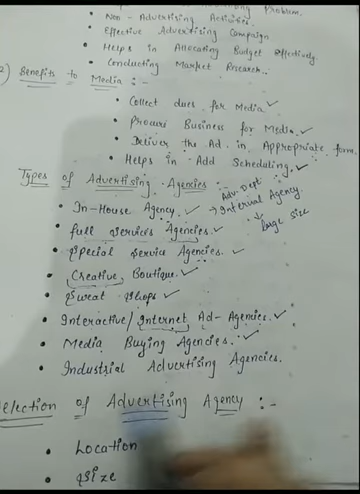 Problem.
Non-Advertising Activities
• Effective Advertising Campaign
• Helps in Allocating Budget effectively.
• Conducting Market Research.
2) Benefits to Media :-
• Collect dues for Media
• Procure Business for Media.
• Deliver the Ad. in Appropriate form.
• Helps in Add Scheduling.
Types of Advertising Agencies :-
Adv. Dept.
• In-House Agency. → Internal Agency.
↓ large Size
• full services Agencies.
• Special Service Agencies.
• Creative Boutique.
• Sweat Shops
• Interactive/Internet Ad-Agencies.
• Media Buying Agencies.
• Industrial Advertising Agencies.
election of Advertising Agency :-
• Location
• Size